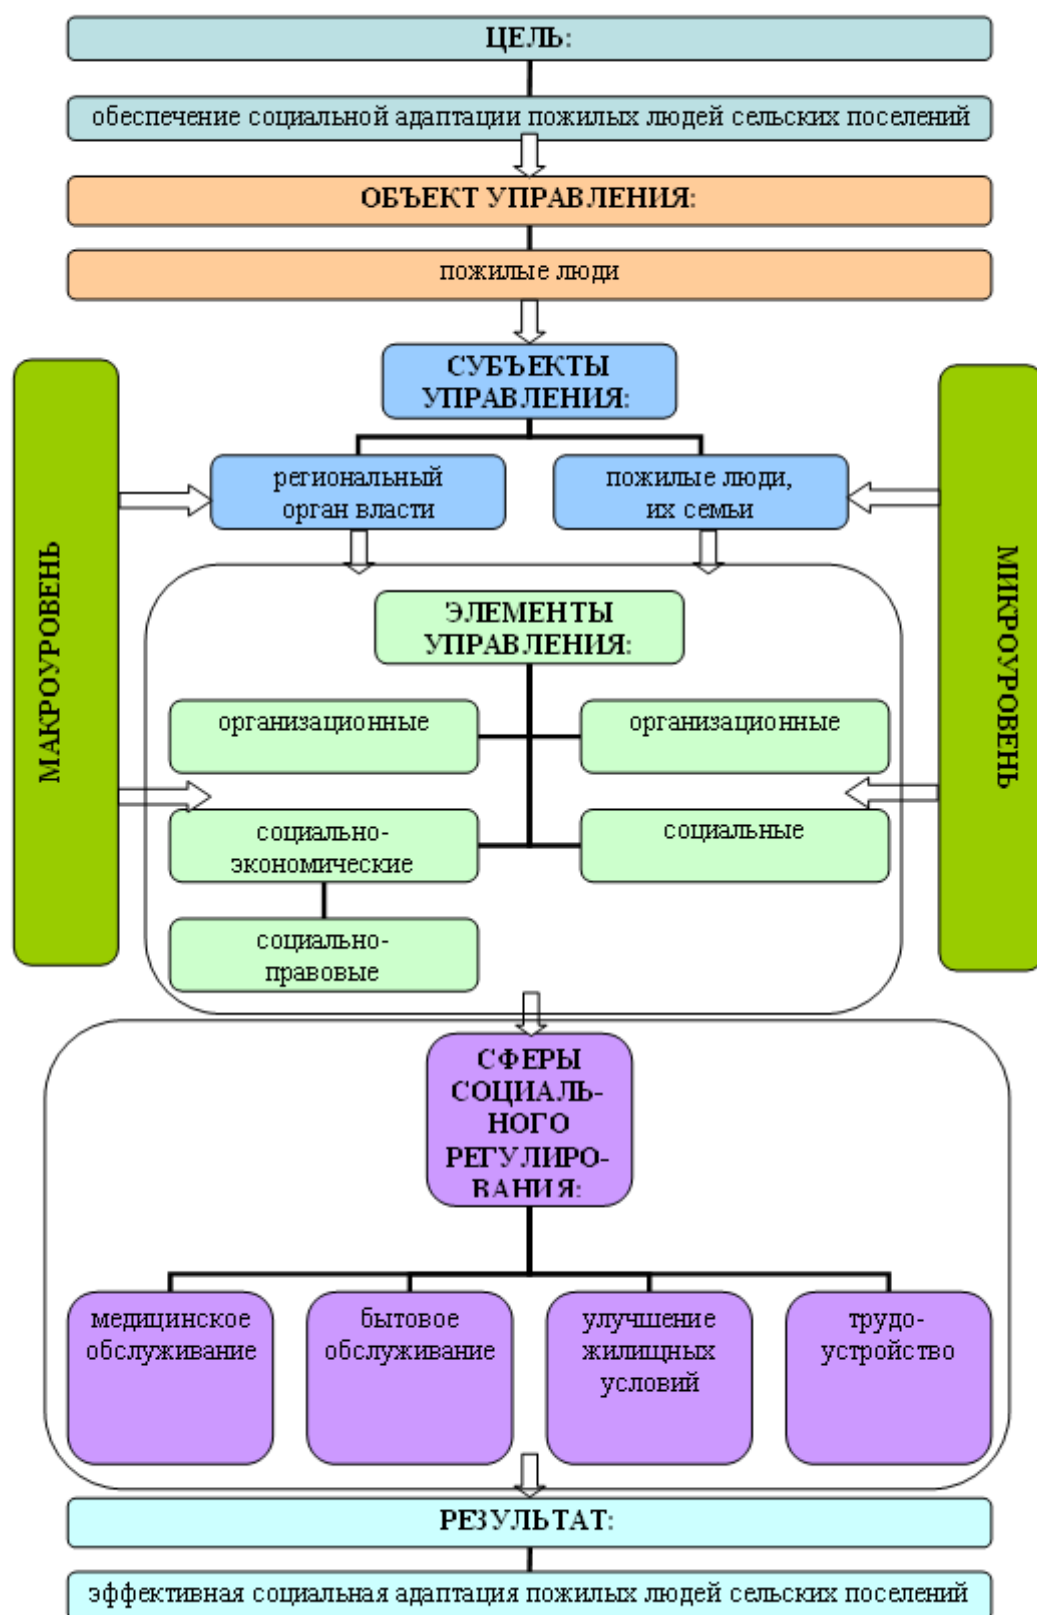 ЦЕЛЬ:
обеспечение социальной адаптации пожилых людей сельских поселений
ОБЪЕКТ УПРАВЛЕНИЯ:
пожилые люди
СУБЪЕКТЫ
УПРАВЛЕНИЯ:
региональный
орган власти
пожилые люди,
их семьи
МАКРОУРОВЕНЬ
МИКРОУРОВЕНЬ
ЭЛЕМЕНТЫ
УПРАВЛЕНИЯ:
организационные
организационные
социально-
экономические
социальные
социально-
правовые
СФЕРЫ
СОЦИАЛЬ-
НОГО
РЕГУЛИРО-
ВАНИЯ:
медицинское
обслуживание
бытовое
обслуживание
улучшение
жилищных
условий
трудо-
устройство
РЕЗУЛЬТАТ:
эффективная социальная адаптация пожилых людей сельских поселений